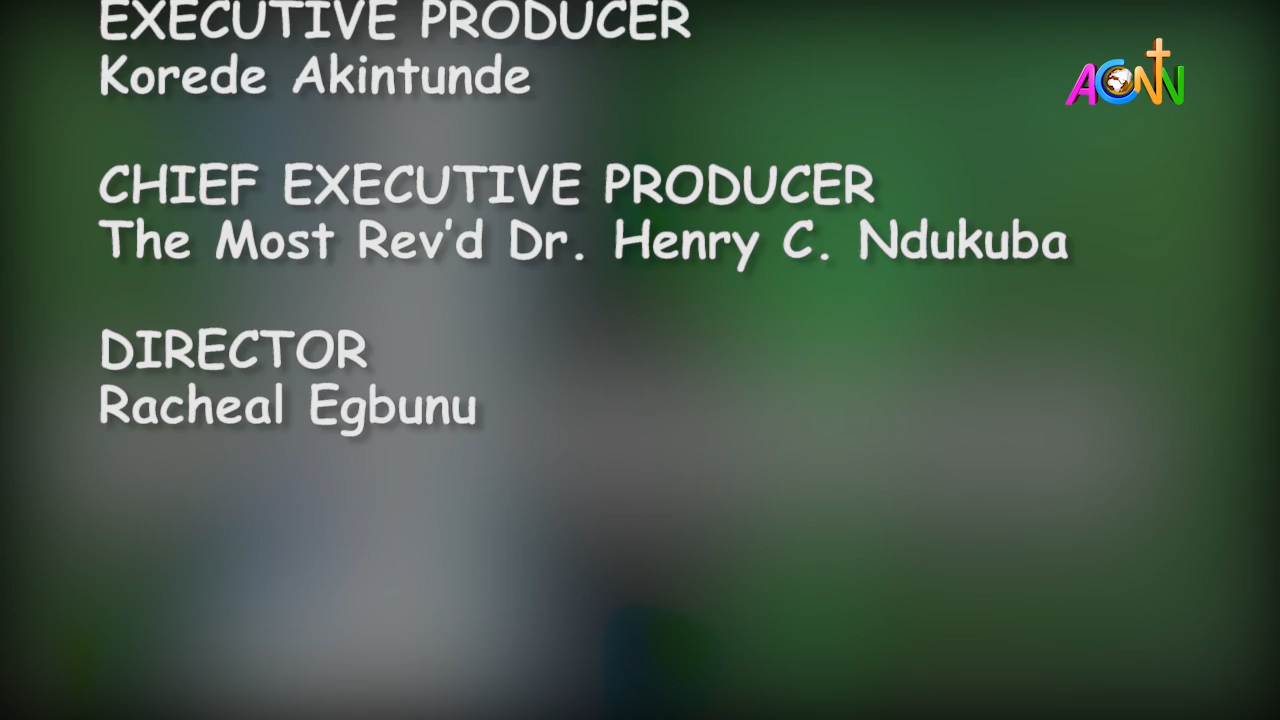 EXECUTIVE PRODUCER
Korede Akintunde
ACNN
CHIEF EXECUTIVE PRODUCER
The Most Rev'd Dr. Henry C. Ndukuba
DIRECTOR
Racheal Egbunu